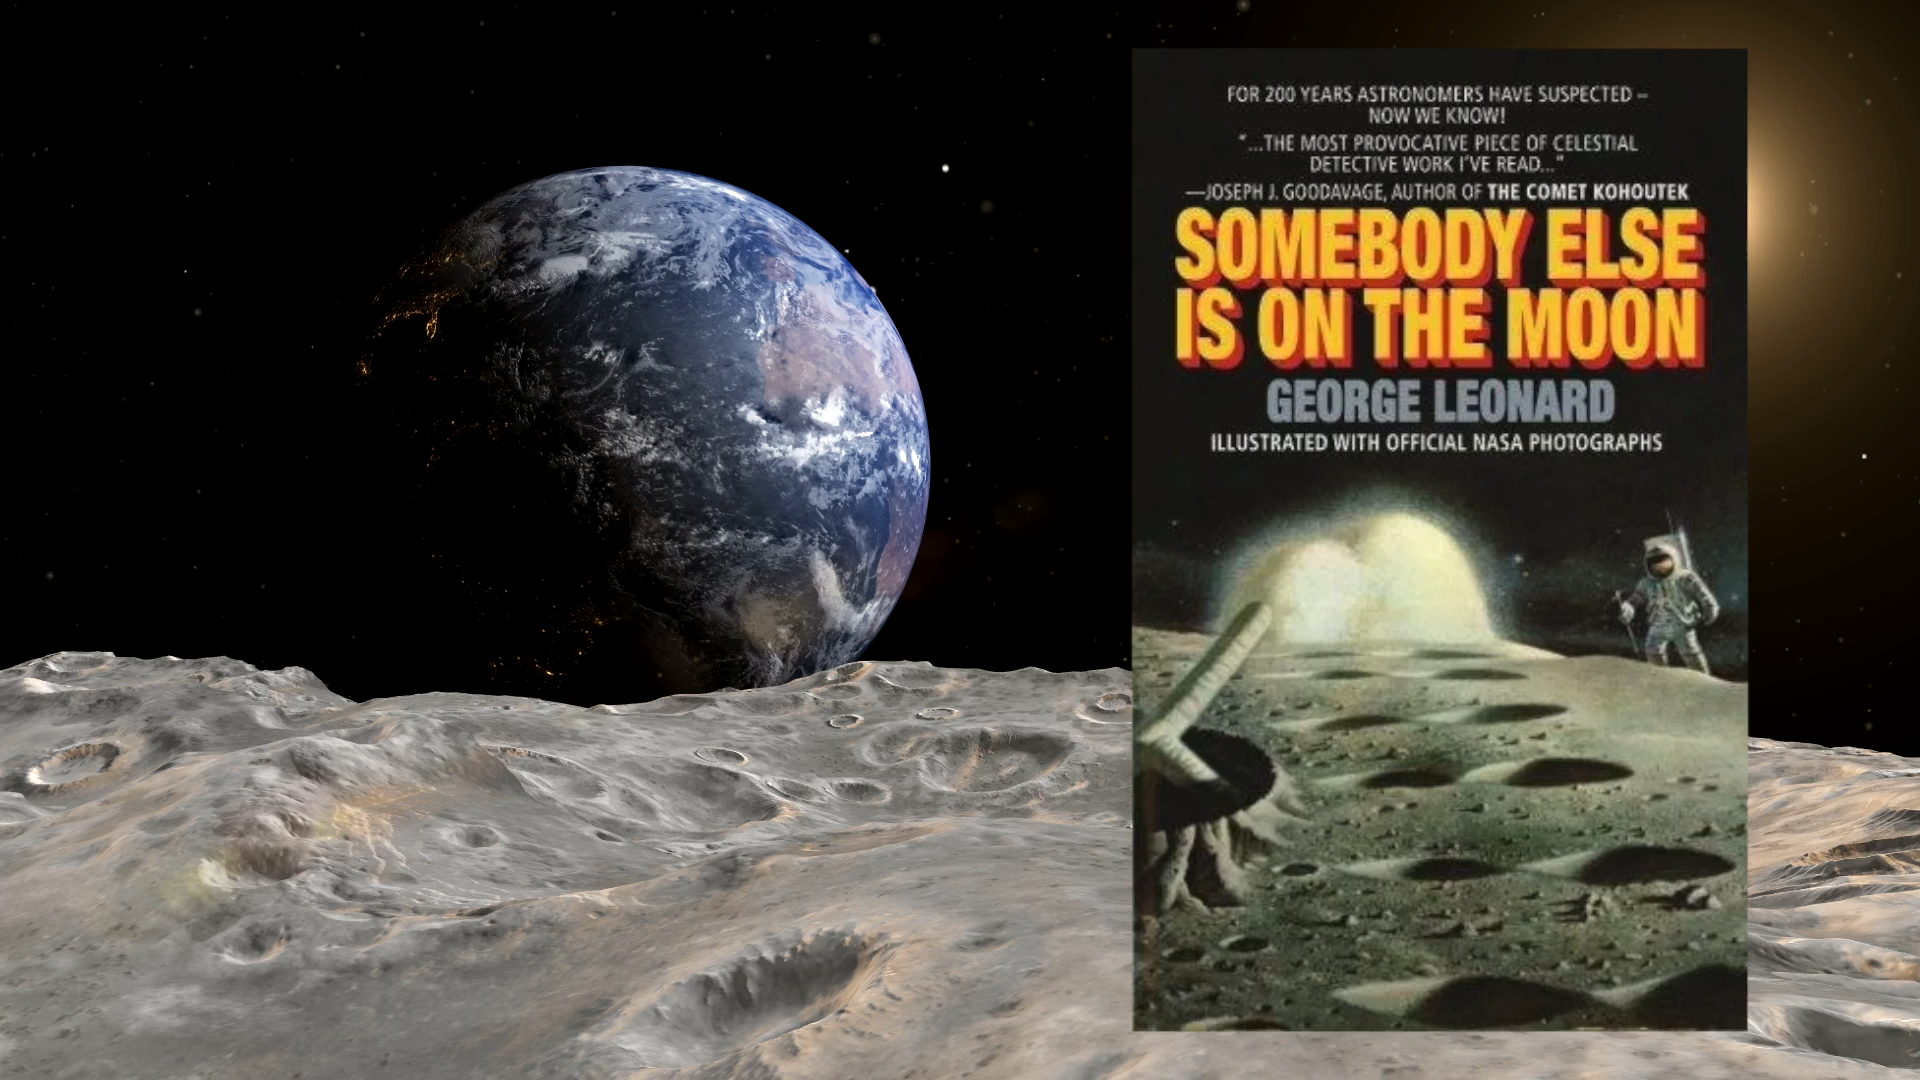 FOR 200 YEARS ASTRONOMERS HAVE SUSPECTED –
NOW WE KNOW!
"...THE MOST PROVOCATIVE PIECE OF CELESTIAL
DETECTIVE WORK I'VE READ..."
—JOSEPH J. GOODAVAGE, AUTHOR OF THE COMET KOHOUTEK
SOMEBODY ELSE
IS ON THE MOON
GEORGE LEONARD
ILLUSTRATED WITH OFFICIAL NASA PHOTOGRAPHS